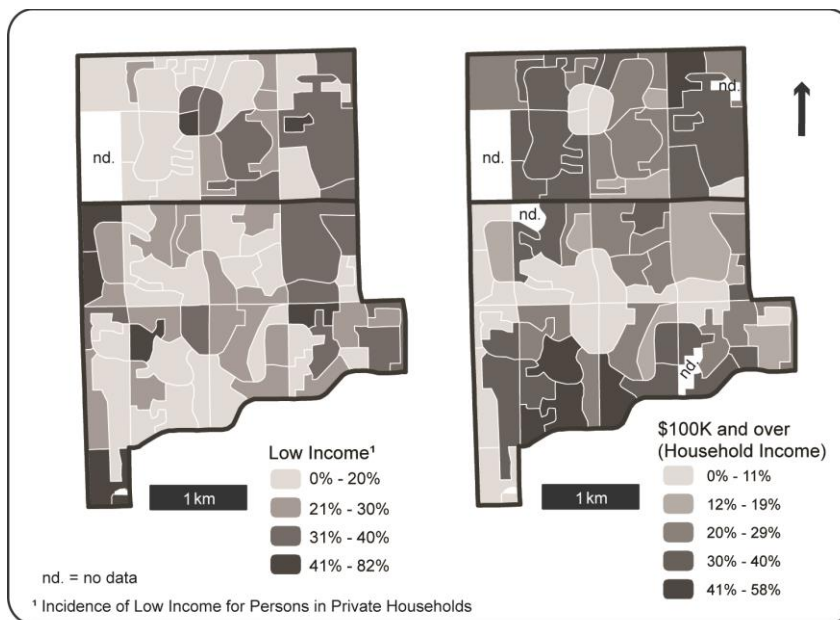 nd.
nd.
nd.
nd.
nd.
Low Income¹
0% - 20%
21% - 30%
31% - 40%
41% - 82%
1 km
nd. = no data
¹ Incidence of Low Income for Persons in Private Households
$100K and over
(Household Income)
0% - 11%
12% - 19%
20% - 29%
30% - 40%
41% - 58%
1 km